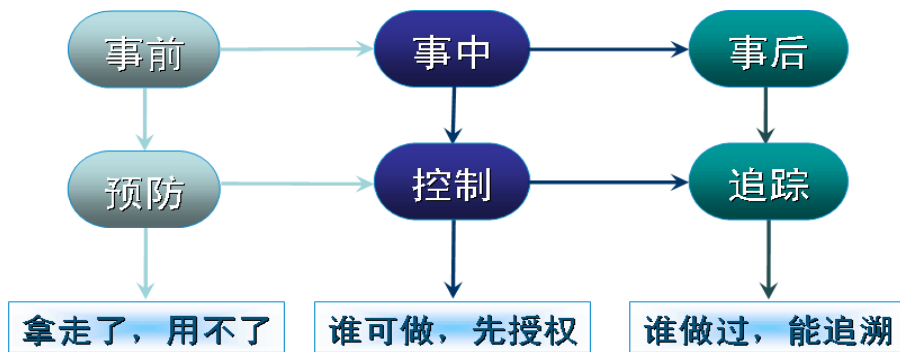 事前
事中
事后
预防
控制
追踪
拿走了，用不了
谁可做，先授权
谁做过，能追溯